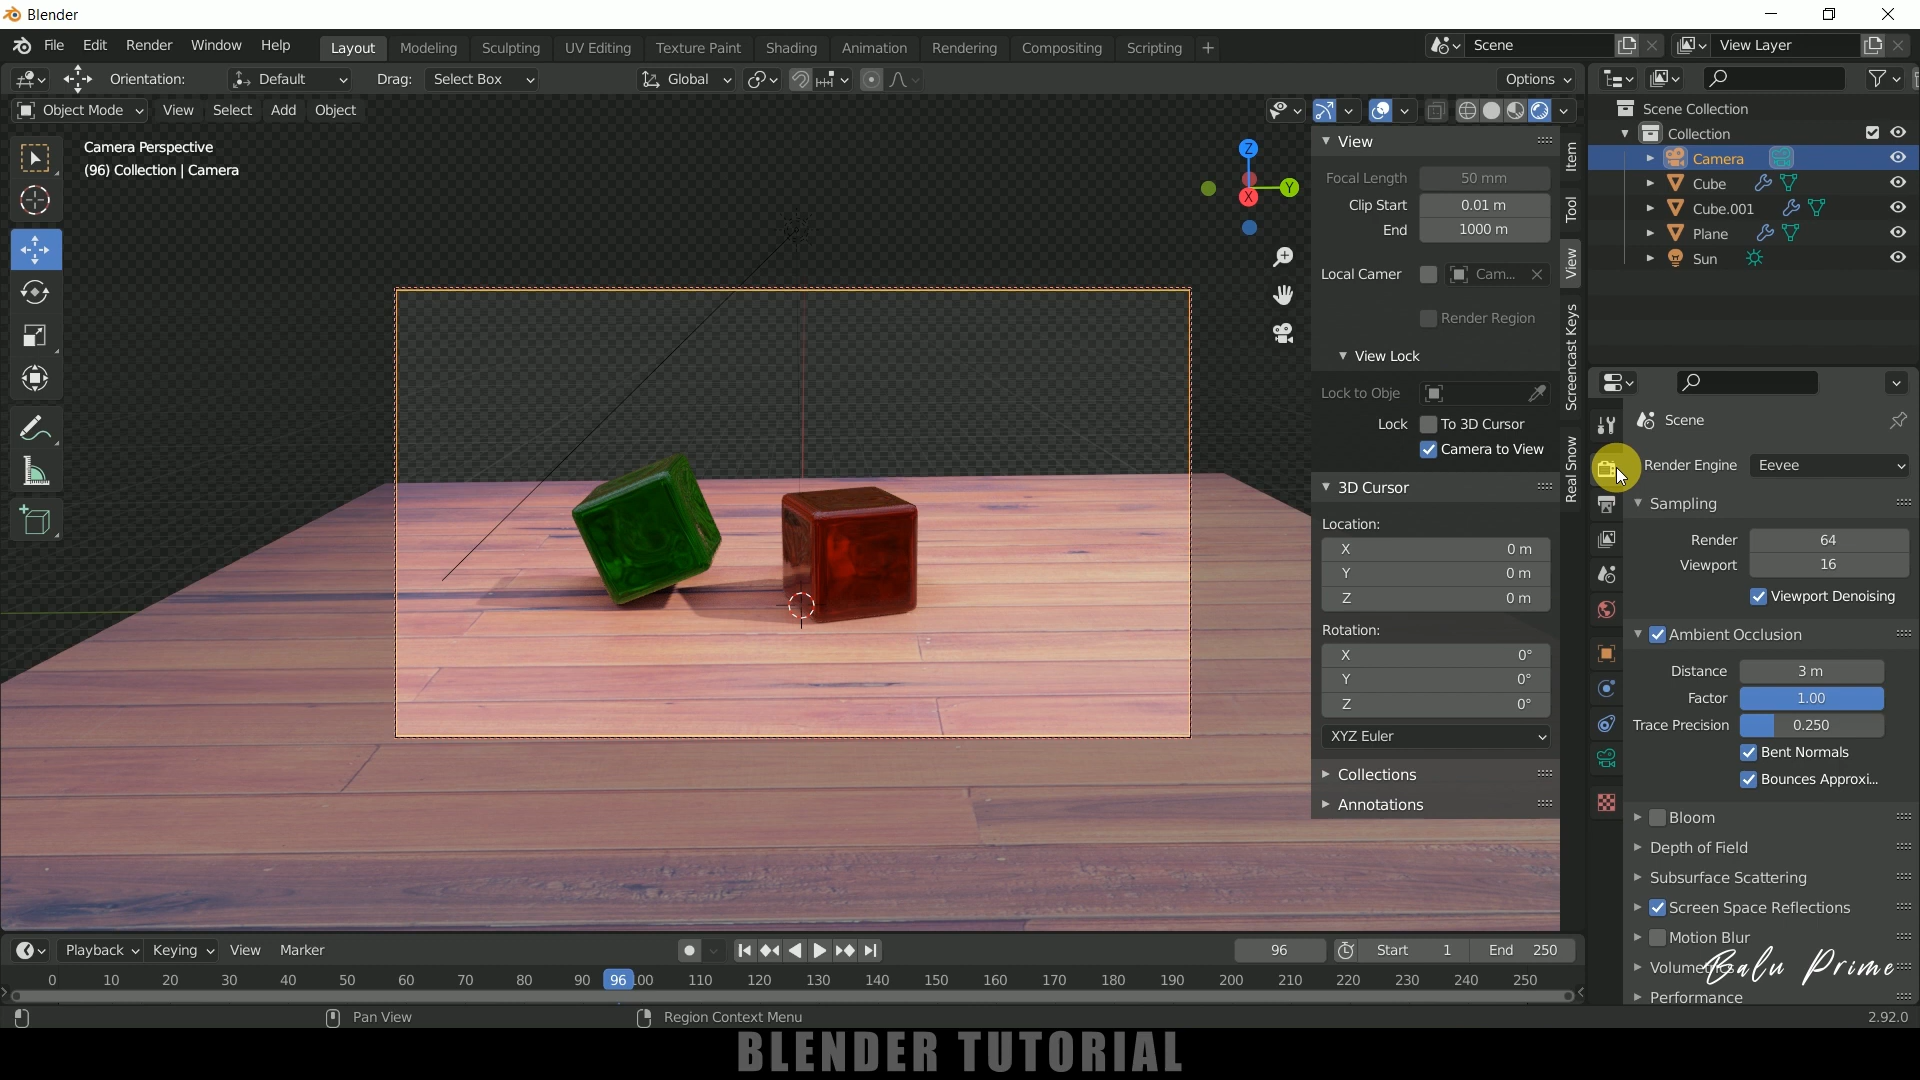 Blender
File Edit Render Window Help Layout Modeling Sculpting UV Editing Texture Paint Shading Animation Rendering Compositing Scripting + Scene View Layer
Orientation: Default Drag: Select Box Global Options
Object Mode View Select Add Object
Camera Perspective
(96) Collection | Camera
Z
Y
X
View
Focal Length 50 mm
Clip Start 0.01 m
End 1000 m
Local Camer Cam...
Render Region
View Lock
Lock to Obje
Lock To 3D Cursor
Camera to View
3D Cursor
Location:
X 0 m
Y 0 m
Z 0 m
Rotation:
X 0°
Y 0°
Z 0°
XYZ Euler
Collections
Annotations
Item
Tool
View
Screencast Keys
Real Snow
Scene Collection
Collection
Camera
Cube
Cube.001
Plane
Sun
Scene
Render Engine Eevee
Sampling
Render 64
Viewport 16
Viewport Denoising
Ambient Occlusion
Distance 3 m
Factor 1.00
Trace Precision 0.250
Bent Normals
Bounces Approxi...
Bloom
Depth of Field
Subsurface Scattering
Screen Space Reflections
Motion Blur
Balu Prime
Performance
Playback Keying View Marker 96 Start 1 End 250
0 10 20 30 40 50 60 70 80 90 96 100 110 120 130 140 150 160 170 180 190 200 210 220 230 240 250
Pan View Region Context Menu 2.92.0
BLENDER TUTORIAL